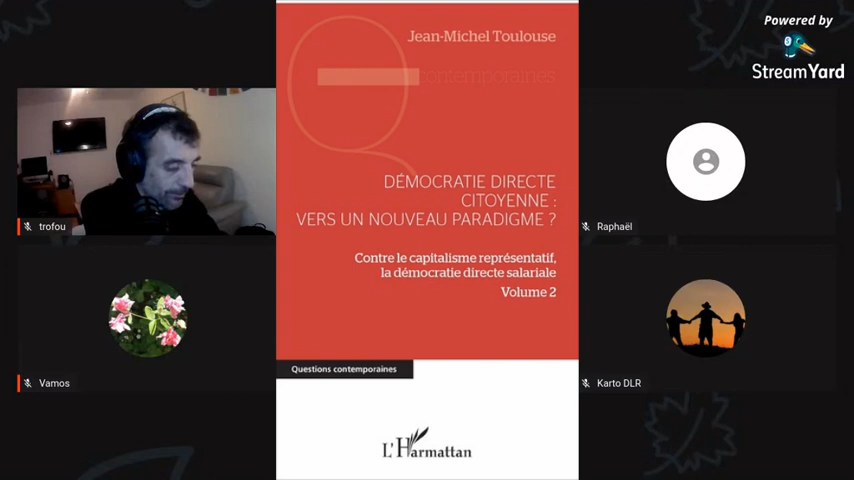 Powered by
StreamYard
Jean-Michel Toulouse
contemporaines
DÉMOCRATIE DIRECTE
CITOYENNE :
VERS UN NOUVEAU PARADIGME ?
Contre le capitalisme représentatif,
la démocratie directe salariale
Volume 2
Questions contemporaines
L'Harmattan
trofou
Raphaël
Vamos
Karto DLR